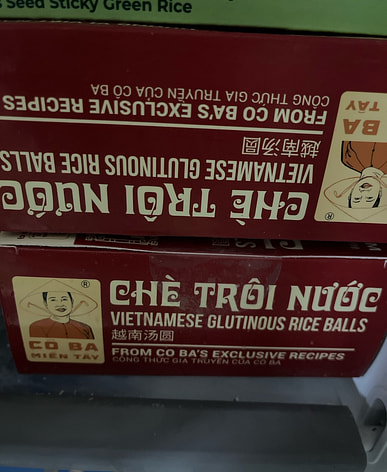 s Seed Sticky Green Rice
CHÈ TRÔI NƯỚC
VIETNAMESE GLUTINOUS RICE BALLS
越南汤圆
FROM CO BA'S EXCLUSIVE RECIPES
CÔNG THỨC GIA TRUYỀN CỦA CÔ BA
BA
TÂY
®
CO BA
MIỀN TÂY
CHÈ TRÔI NƯỚC
VIETNAMESE GLUTINOUS RICE BALLS
越南汤圆
FROM CO BA'S EXCLUSIVE RECIPES
CÔNG THỨC GIA TRUYỀN CỦA CÔ BA